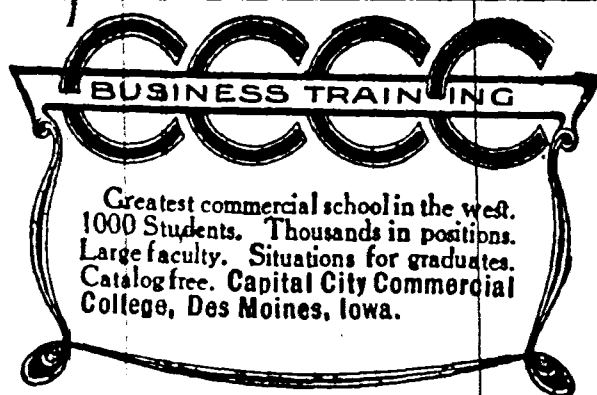 CCCC
BUSINESS TRAINING
Greatest commercial school in the west.
1000 Students. Thousands in positions.
Large faculty. Situations for graduates.
Catalog free. Capital City Commercial
College, Des Moines, Iowa.